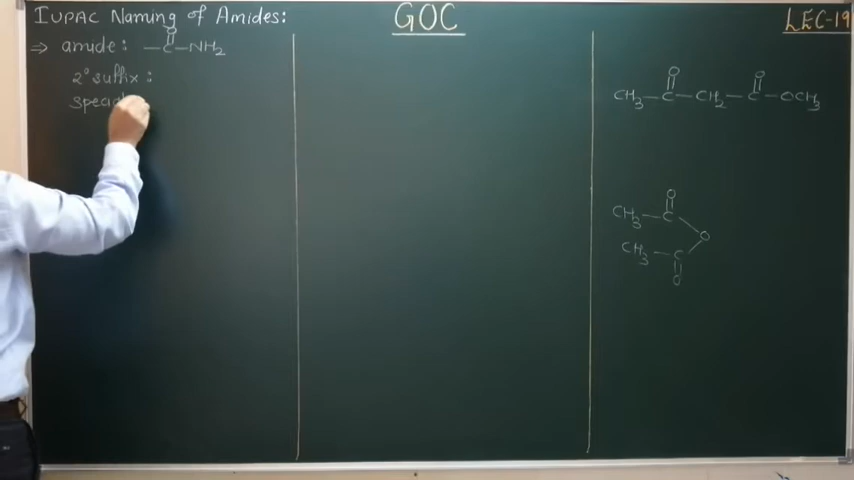 IUPAC Naming of Amides:
⇒ amide: —C(=O)—NH₂
2° suffix:
GOC
LEC-19
CH₃—C(=O)—CH₂—C(=O)—OCH₃
O
||
CH₃—C
O
CH₃—C
||
O